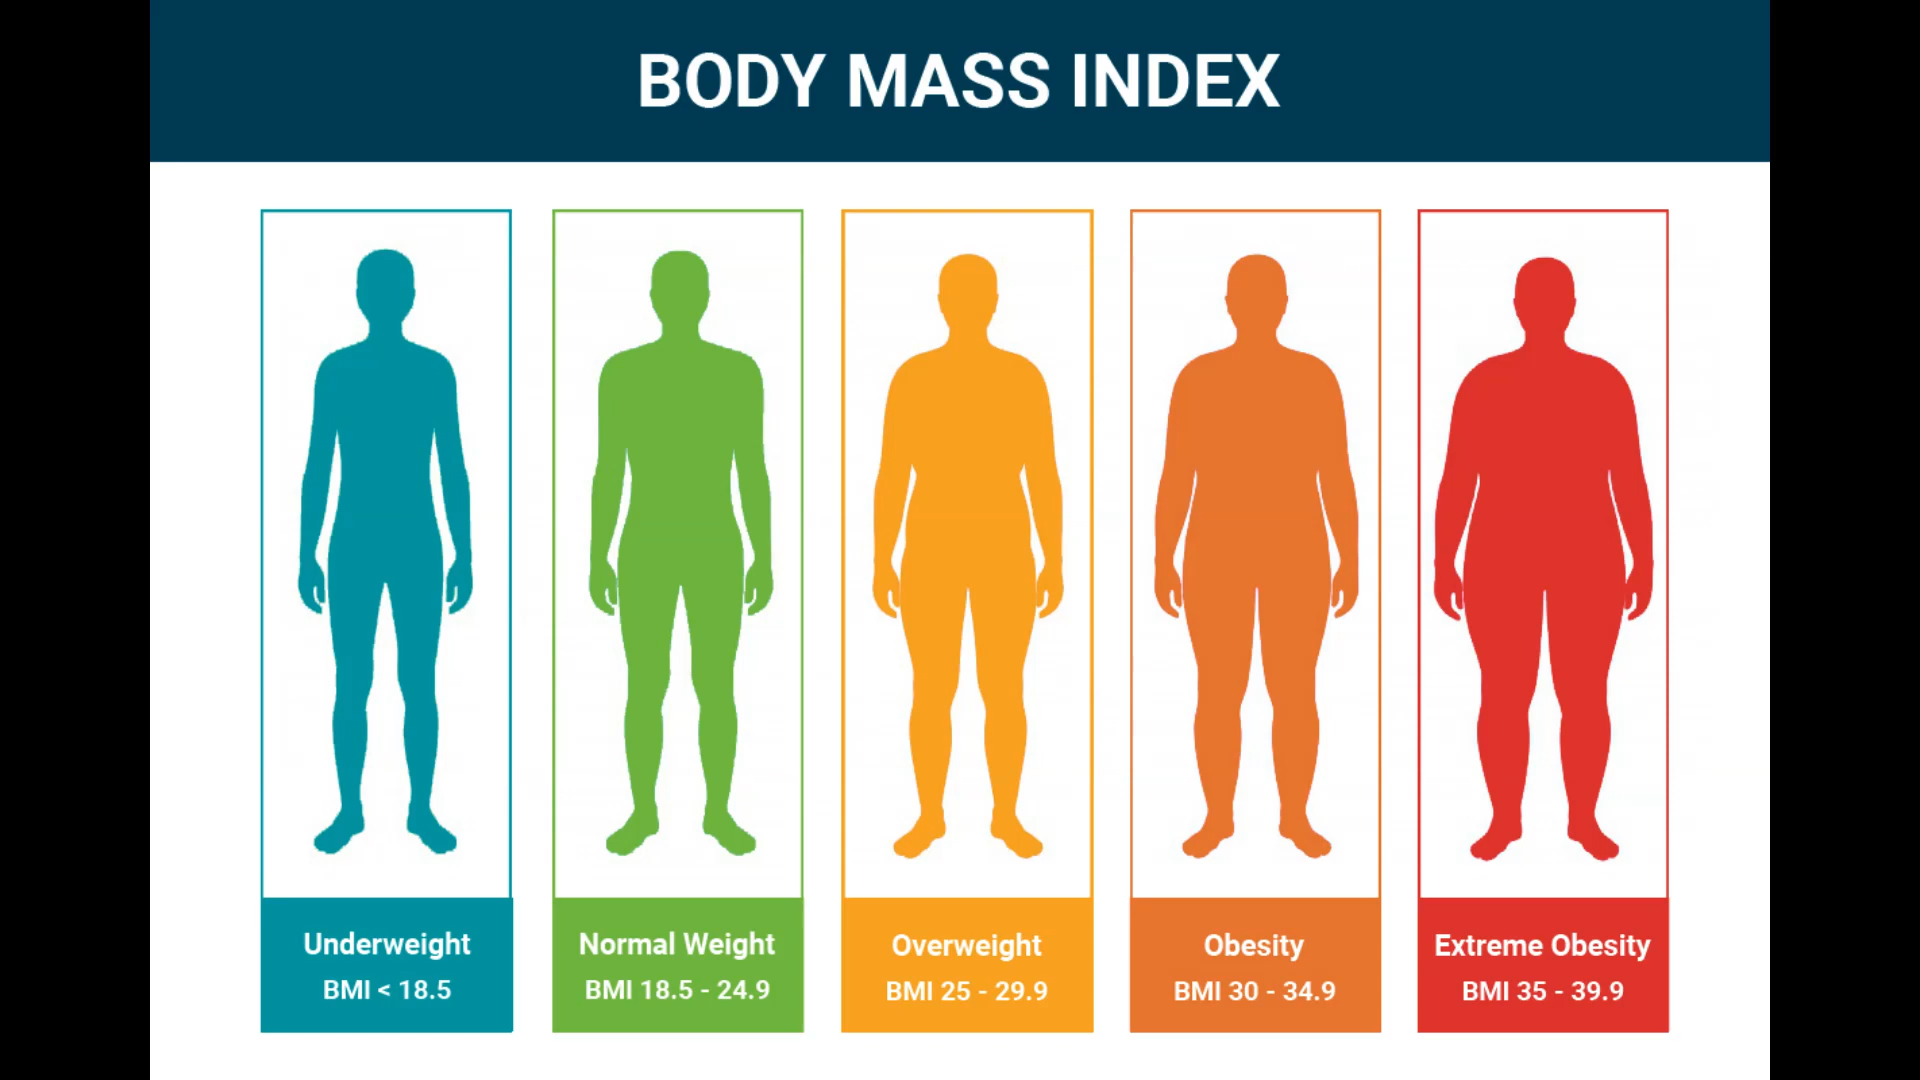 BODY MASS INDEX
Underweight
BMI < 18.5
Normal Weight
BMI 18.5 - 24.9
Overweight
BMI 25 - 29.9
Obesity
BMI 30 - 34.9
Extreme Obesity
BMI 35 - 39.9